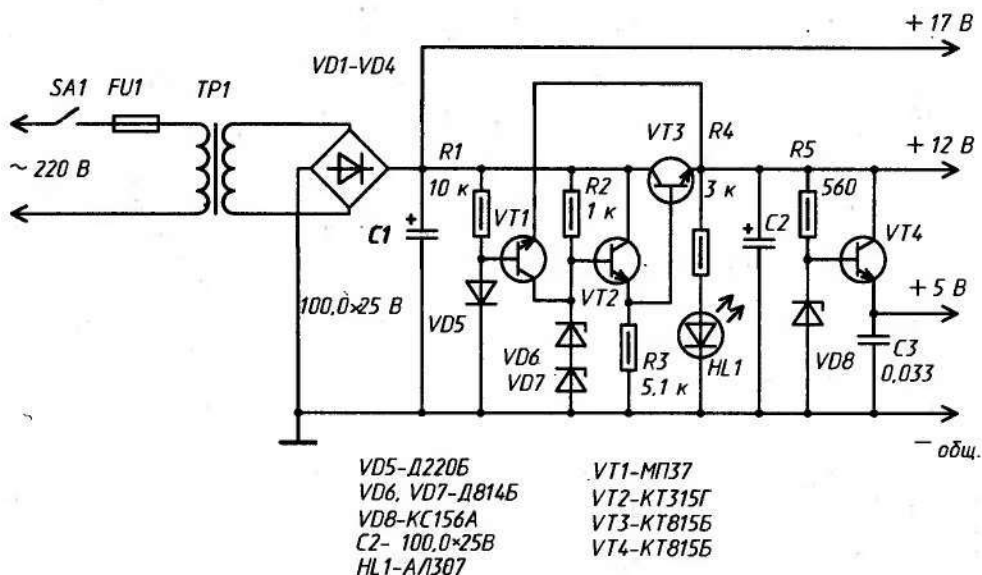 + 17 В
VD1-VD4
SA1 FU1 TP1
VT3 R4
R1 R5 +12 В
~ 220 В
10 к R2 3 к 560
1 к
C1 + VT1 + C2 VT4
VT2 +5 В
100,0×25 В
VD5
VD6 R3 VD8 C3
VD7 5,1 к HL1 0,033
− общ.
VD5-Д220Б VT1-МП37
VD6, VD7-Д814Б VT2-КТ315Г
VD8-КС156А VT3-КТ815Б
C2- 100,0×25В VT4-КТ815Б
HL1-АЛ307